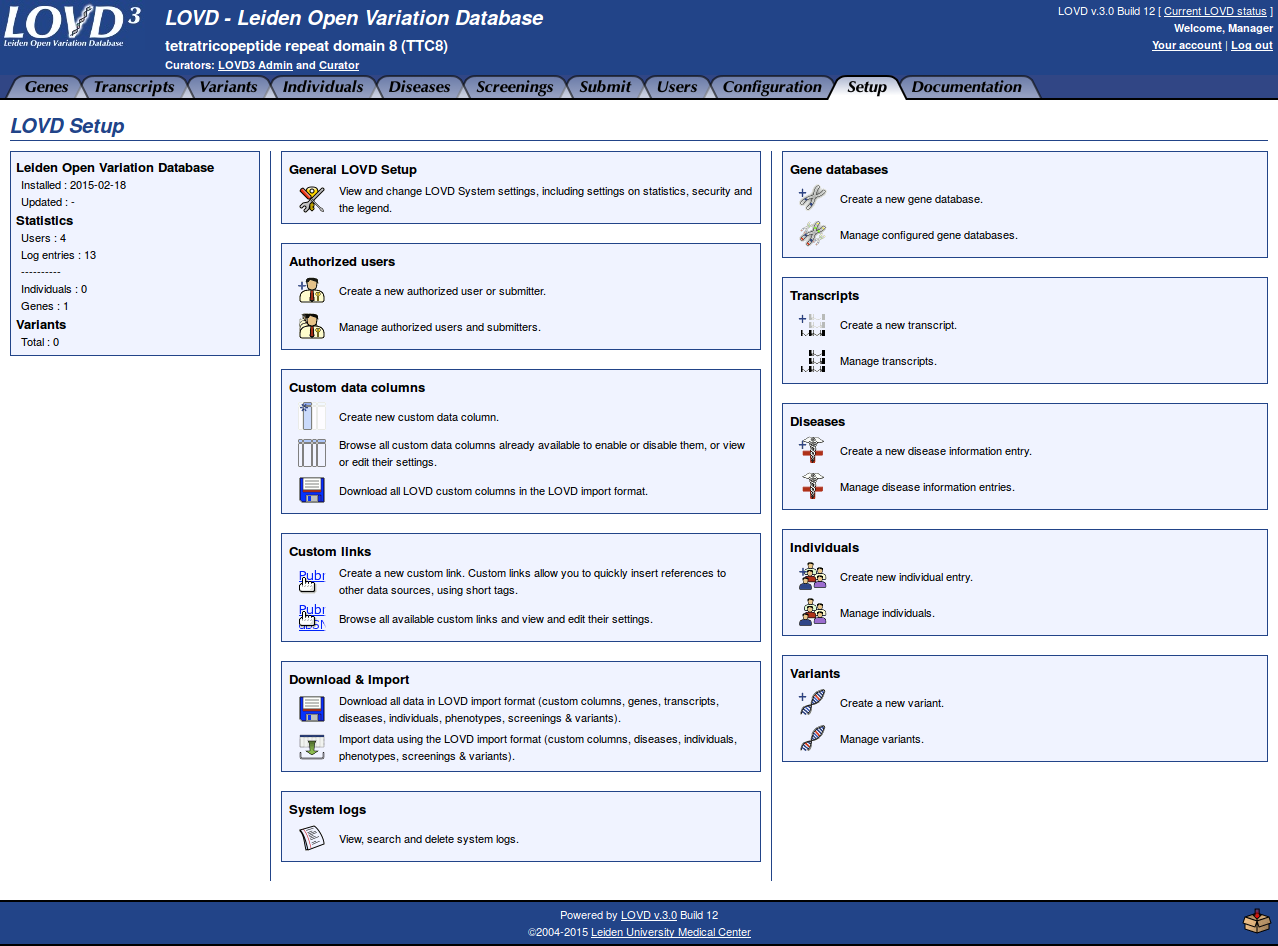 LOVD 3
Leiden Open Variation Database
LOVD - Leiden Open Variation Database
tetratricopeptide repeat domain 8 (TTC8)
Curators: LOVD3 Admin and Curator
LOVD v.3.0 Build 12 [ Current LOVD status ]
Welcome, Manager
Your account | Log out
Genes Transcripts Variants Individuals Diseases Screenings Submit Users Configuration Setup Documentation
LOVD Setup
Leiden Open Variation Database
Installed : 2015-02-18
Updated : -
Statistics
Users : 4
Log entries : 13
----------
Individuals : 0
Genes : 1
Variants
Total : 0
General LOVD Setup
View and change LOVD System settings, including settings on statistics, security and
the legend.
Authorized users
Create a new authorized user or submitter.
Manage authorized users and submitters.
Custom data columns
Create new custom data column.
Browse all custom data columns already available to enable or disable them, or view
or edit their settings.
Download all LOVD custom columns in the LOVD import format.
Custom links
Create a new custom link. Custom links allow you to quickly insert references to
other data sources, using short tags.
Browse all available custom links and view and edit their settings.
Download & Import
Download all data in LOVD import format (custom columns, genes, transcripts,
diseases, individuals, phenotypes, screenings & variants).
Import data using the LOVD import format (custom columns, diseases, individuals,
phenotypes, screenings & variants).
System logs
View, search and delete system logs.
Gene databases
Create a new gene database.
Manage configured gene databases.
Transcripts
Create a new transcript.
Manage transcripts.
Diseases
Create a new disease information entry.
Manage disease information entries.
Individuals
Create new individual entry.
Manage individuals.
Variants
Create a new variant.
Manage variants.
Powered by LOVD v.3.0 Build 12
©2004-2015 Leiden University Medical Center